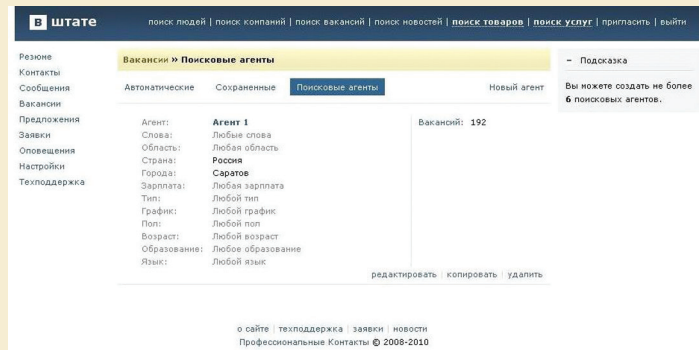 в штате
поиск людей | поиск компаний | поиск вакансий | поиск новостей | поиск товаров | поиск услуг | пригласить | выйти
Резюме
Контакты
Сообщения
Вакансии
Предложения
Заявки
Оповещения
Настройки
Техподдержка
Вакансии » Поисковые агенты
Автоматические Сохраненные Поисковые агенты Новый агент
Агент: Агент 1
Слова: Любые слова
Область: Любая область
Страна: Россия
Города: Саратов
Зарплата: Любая зарплата
Тип: Любой тип
График: Любой график
Пол: Любой пол
Возраст: Любой возраст
Образование: Любое образование
Язык: Любой язык
Вакансий: 192
редактировать | копировать | удалить
– Подсказка
Вы можете создать не более
6 поисковых агентов.
о сайте | техподдержка | заявки | новости
Профессиональные Контакты © 2008-2010